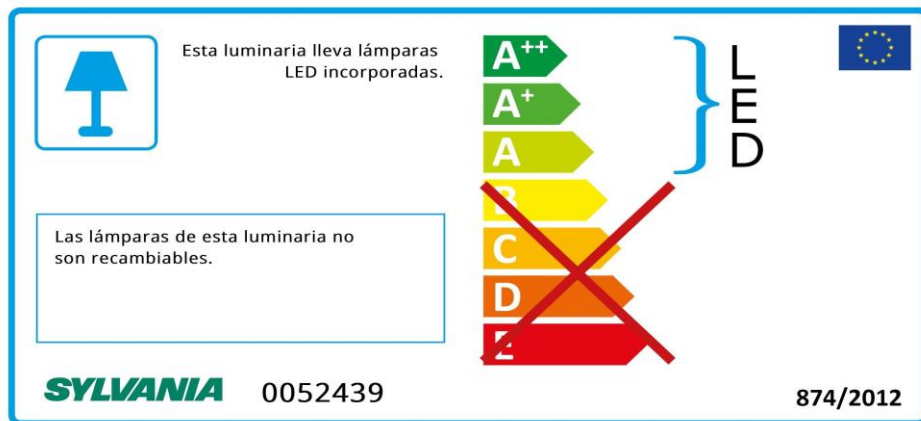 Esta luminaria lleva lámparas
LED incorporadas.
A++
A+
A
B
C
D
E
L
E
D
Las lámparas de esta luminaria no
son recambiables.
SYLVANIA 0052439
874/2012